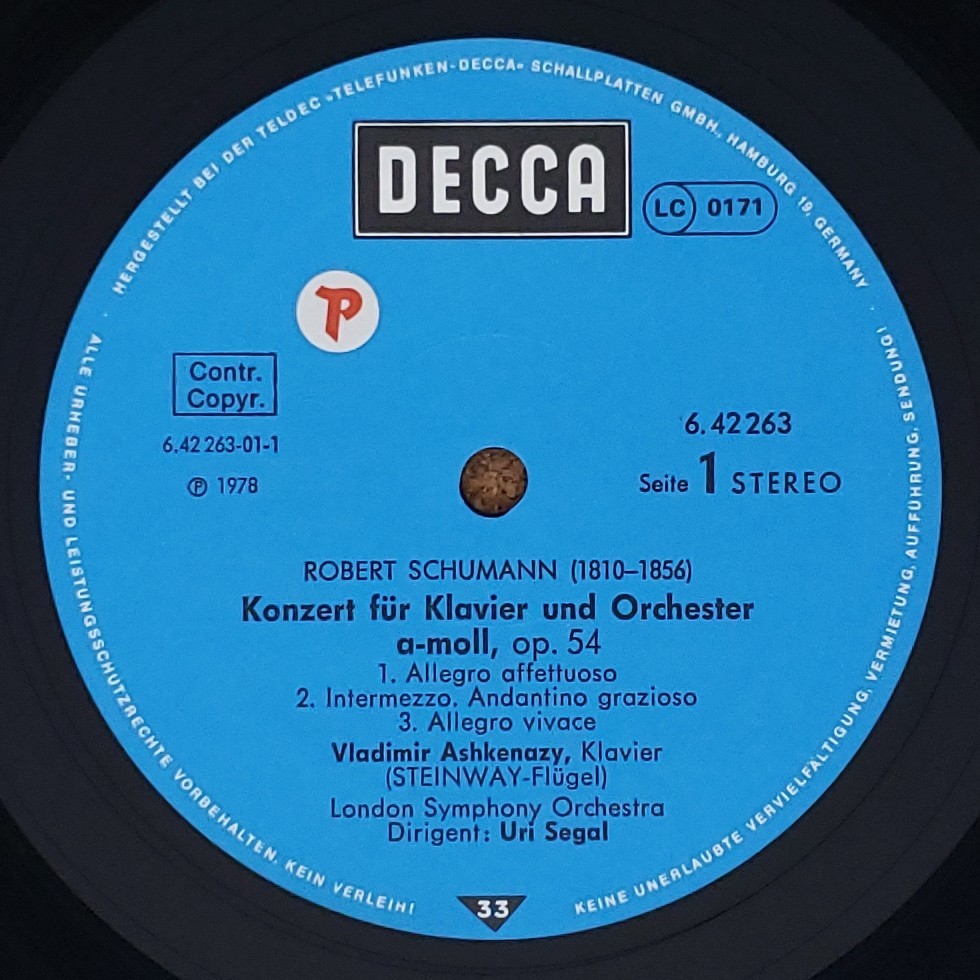 HERGESTELLT BEI DER TELDEC »TELEFUNKEN-DECCA« SCHALLPLATTEN GMBH., HAMBURG 19, GERMANY
DECCA
LC 0171
P
Contr.
Copyr.
6.42 263-01-1
℗ 1978
6.42263
Seite 1 STEREO
ROBERT SCHUMANN (1810–1856)
Konzert für Klavier und Orchester
a-moll, op. 54
1. Allegro affettuoso
2. Intermezzo. Andantino grazioso
3. Allegro vivace
Vladimir Ashkenazy, Klavier
(STEINWAY-Flügel)
London Symphony Orchestra
Dirigent: Uri Segal
33
ALLE URHEBER- UND LEISTUNGSSCHUTZRECHTE VORBEHALTEN. KEIN VERLEIH!
KEINE UNERLAUBTE VERVIELFÄLTIGUNG, VERMIETUNG, AUFFÜHRUNG, SENDUNG!